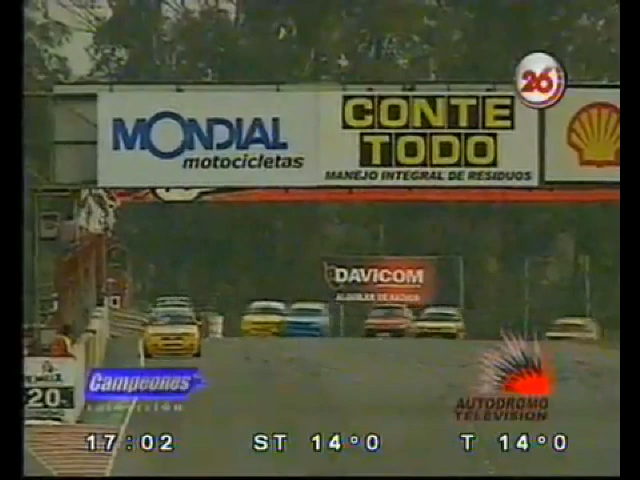 26
MONDIAL
motocicletas
CONTE
TODO
MANEJO INTEGRAL DE RESIDUOS
DAVICOM
20
Campeones
televisión
AUTODROMO
TELEVISION
17:02 ST 14°0 T 14°0